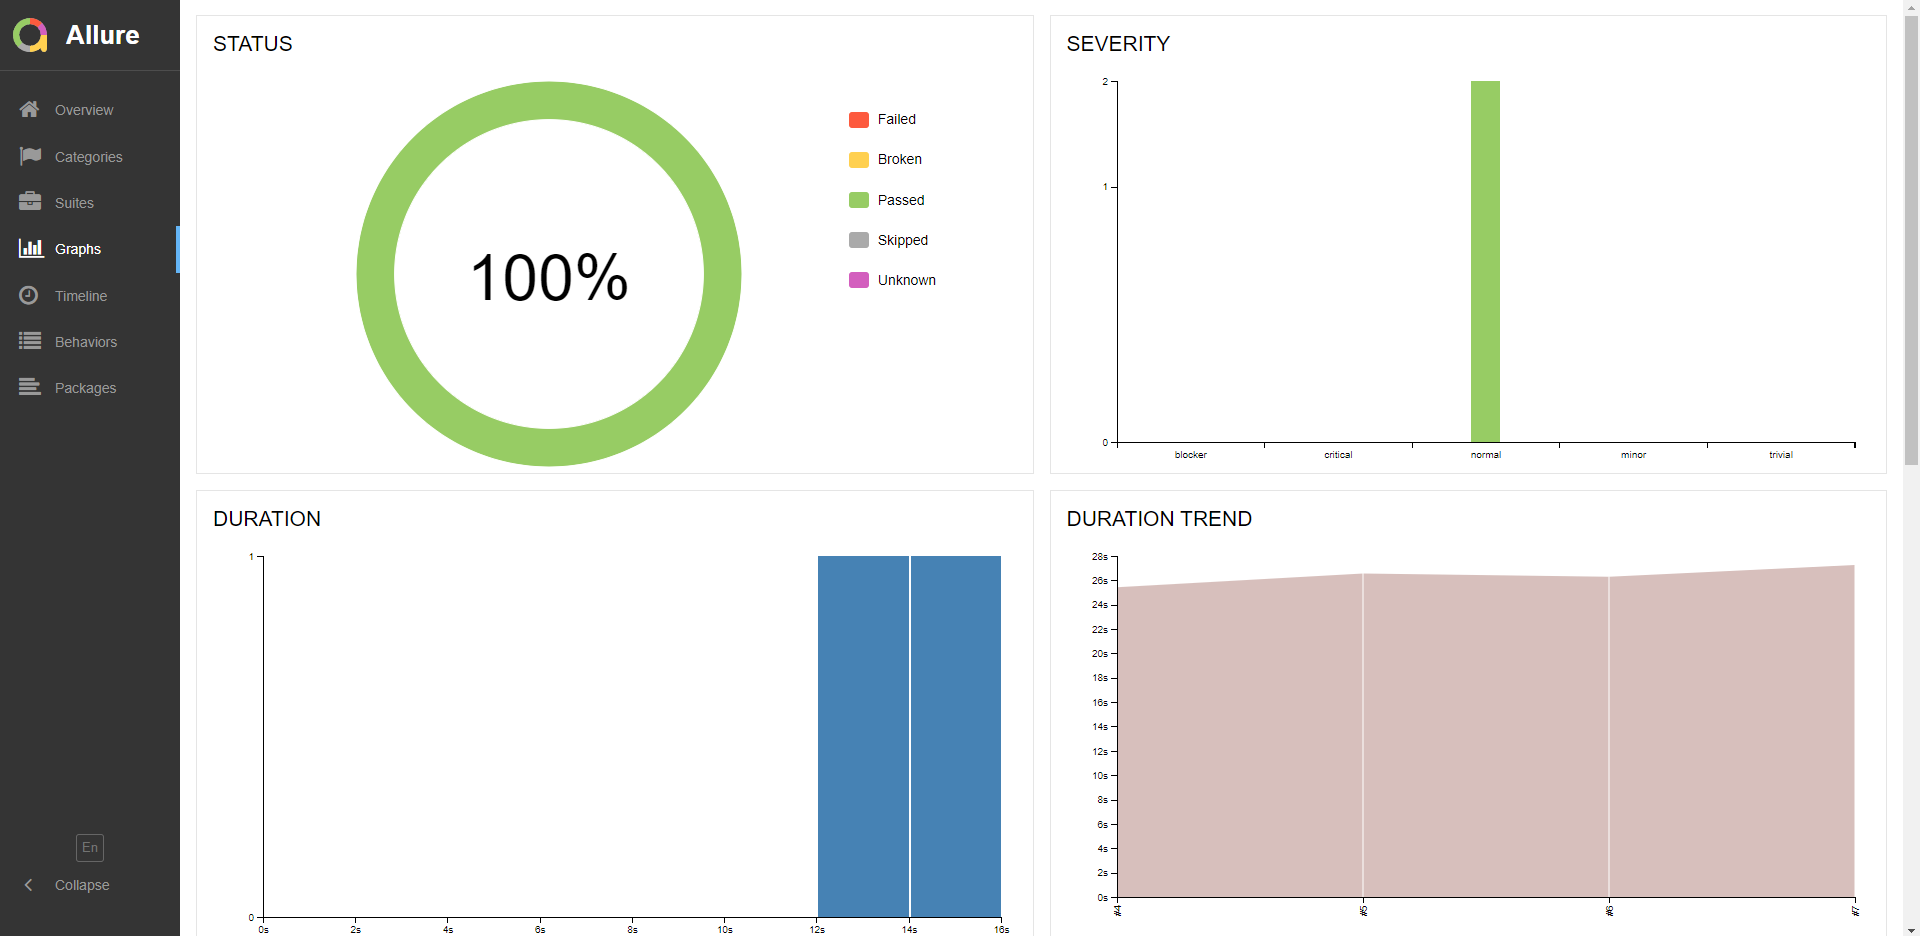 Allure
Overview
Categories
Suites
Graphs
Timeline
Behaviors
Packages
En
Collapse
STATUS
100%
Failed
Broken
Passed
Skipped
Unknown
SEVERITY
2
1
0
blocker critical normal minor trivial
DURATION
1
0
0s 2s 4s 6s 8s 10s 12s 14s 16s
DURATION TREND
28s
26s
24s
22s
20s
18s
16s
14s
12s
10s
8s
6s
4s
2s
0s
#4 #5 #6 #7